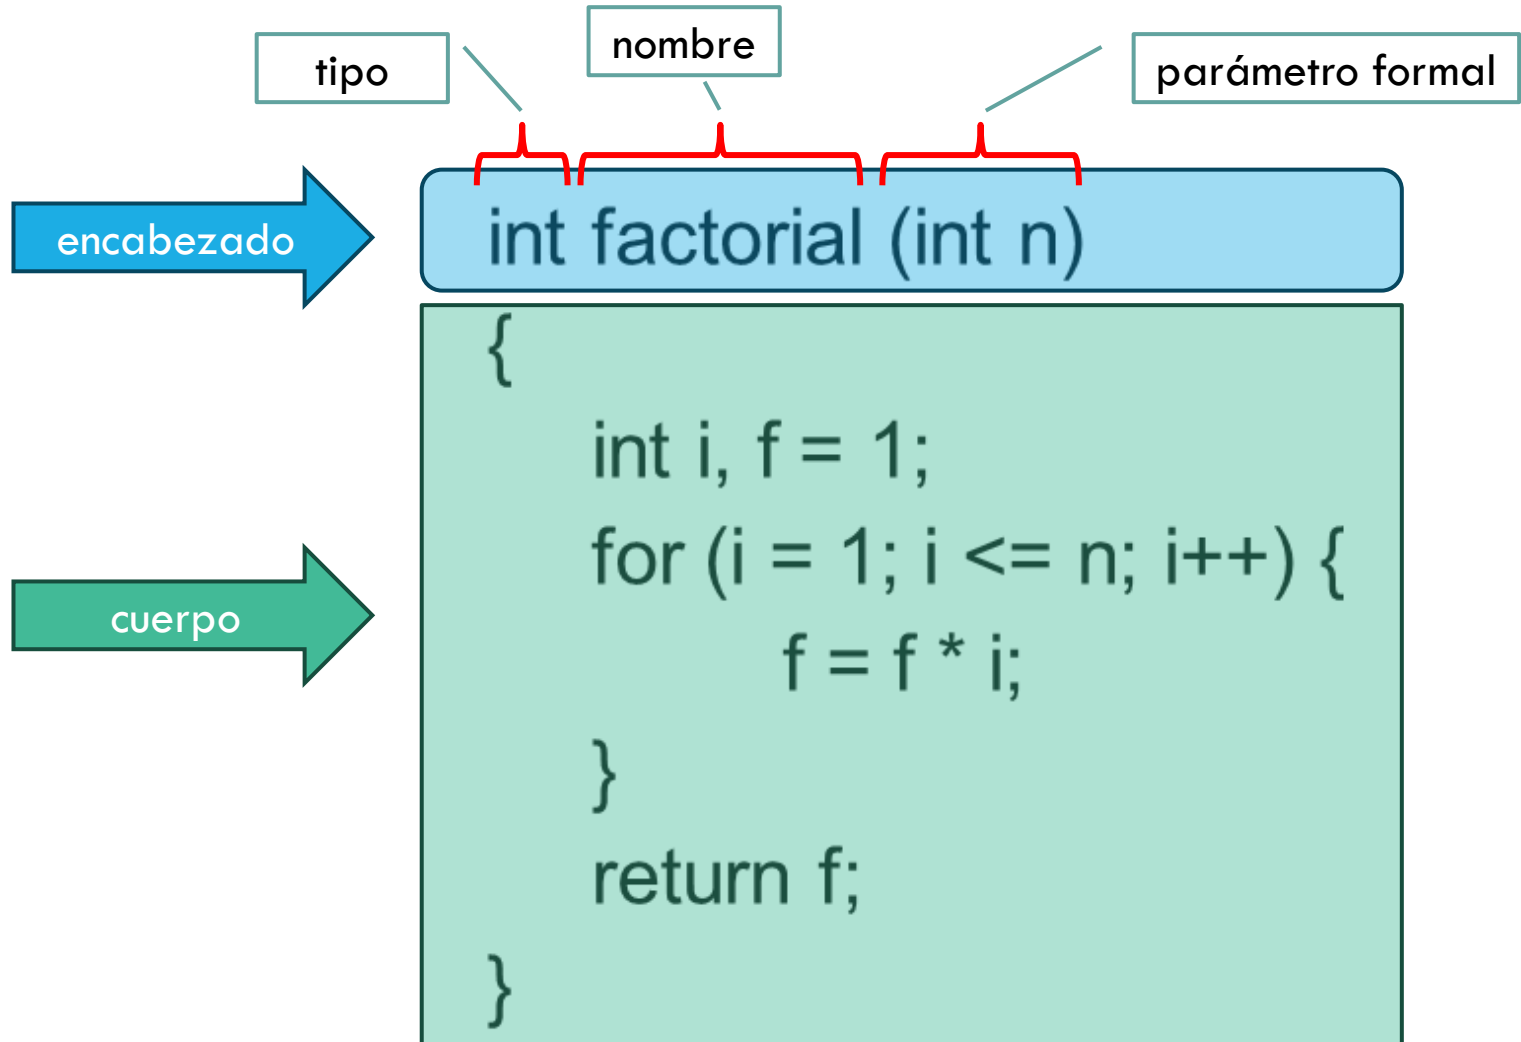 nombre
tipo
parámetro formal
encabezado
int factorial (int n)
{
int i, f = 1;
for (i = 1; i <= n; i++) {
f = f * i;
cuerpo
}
return f;
}